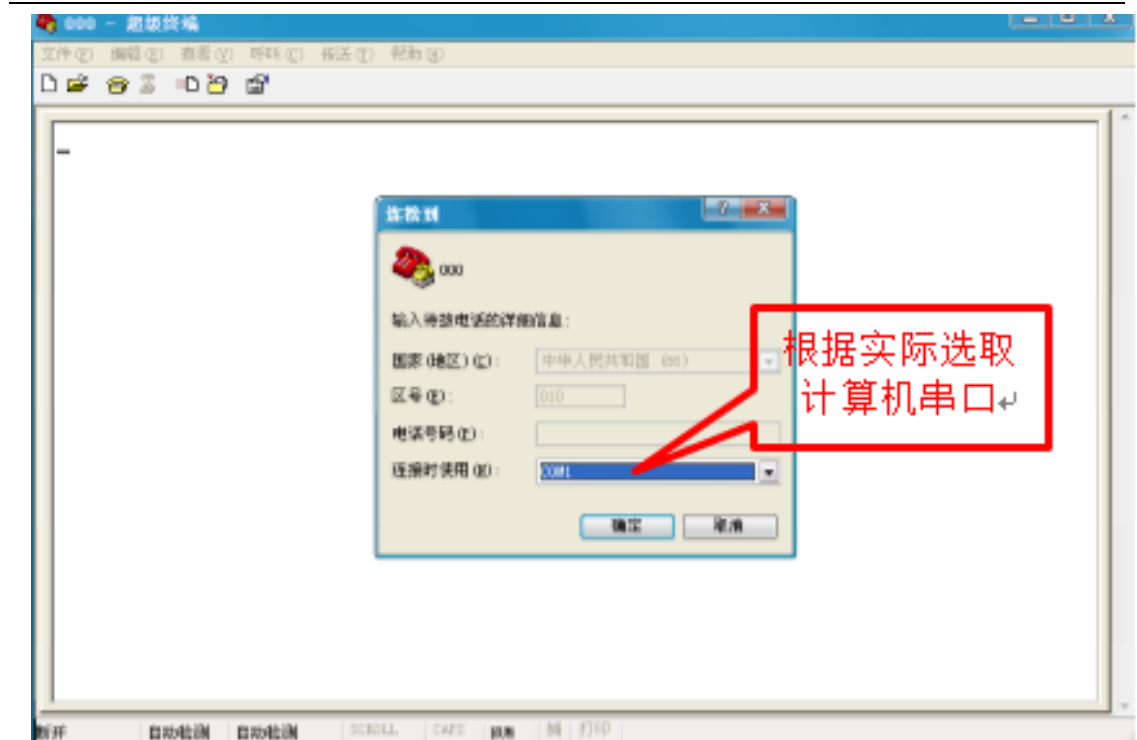 000 - 超级终端
文件(F) 编辑(E) 查看(V) 呼叫(C) 传送(T) 帮助(H)
连接到
000
输入待拨电话的详细信息:
国家(地区)(C): 中华人民共和国 (86)
区号(E): 010
电话号码(P):
连接时使用(N): COM1
确定 取消
根据实际选取
计算机串口↵
断开 自动检测 自动检测 SCROLL CAPS NUM 捕 打印